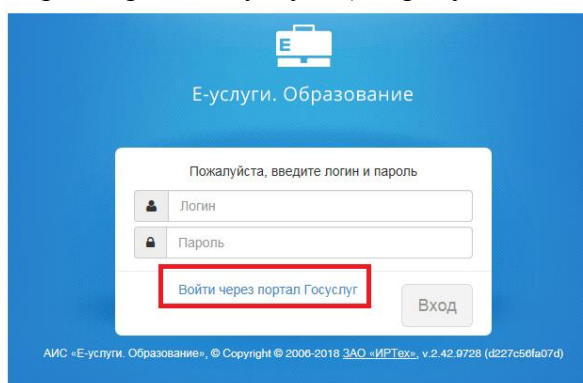 E
Е-услуги. Образование
Пожалуйста, введите логин и пароль
Логин
Пароль
Войти через портал Госуслуг
Вход
АИС «Е-услуги. Образование», © Copyright © 2006-2018 ЗАО «ИРТех», v.2.42.9728 (d227c56fa07d)